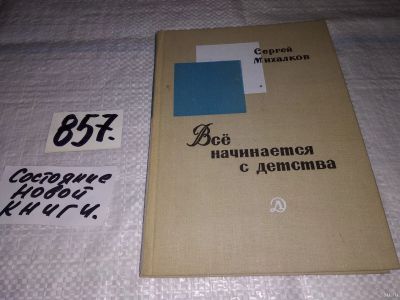 Сергей
Михалков
Всё
начинается
с детства
857.
Состояние
новой
книги.